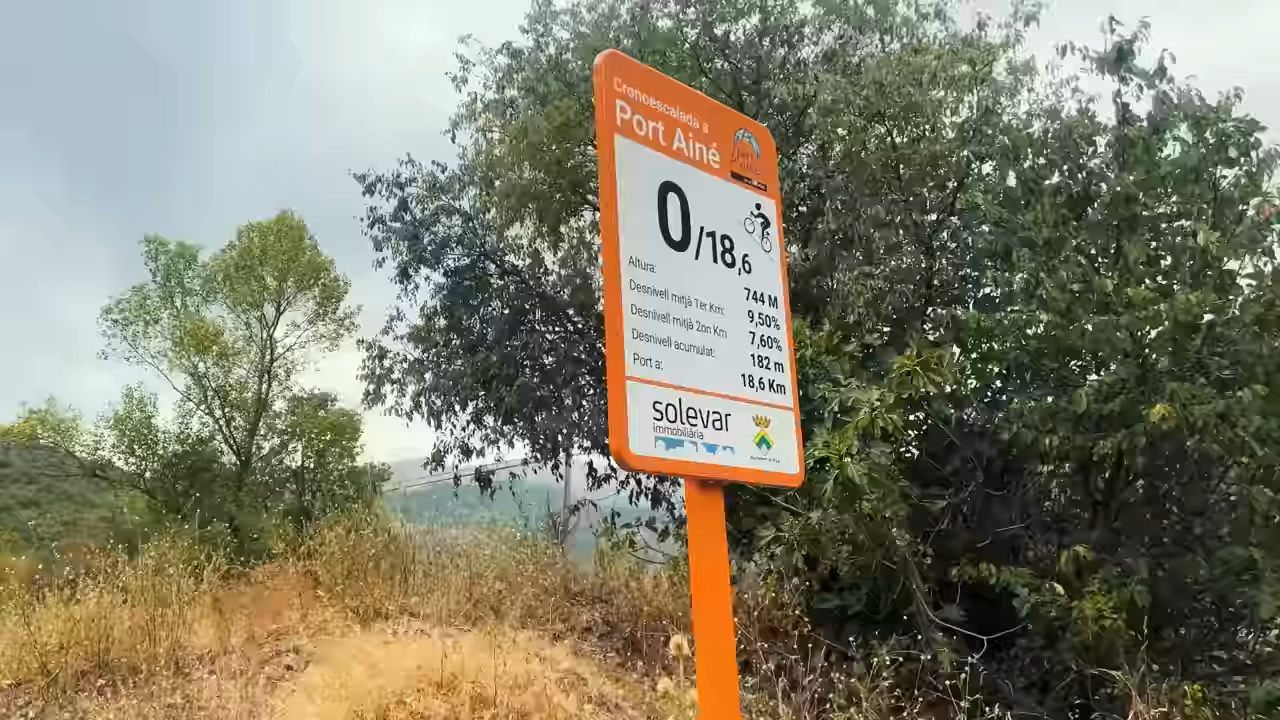 Cronoescalada a
Port Ainé
0/18,6
Altura: 744 M
Desnivell mitjà 1er Km: 9,50%
Desnivell mitjà 2on Km 7,60%
Desnivell acumulat: 182 m
Port a: 18,6 Km
solevar
immobiliària